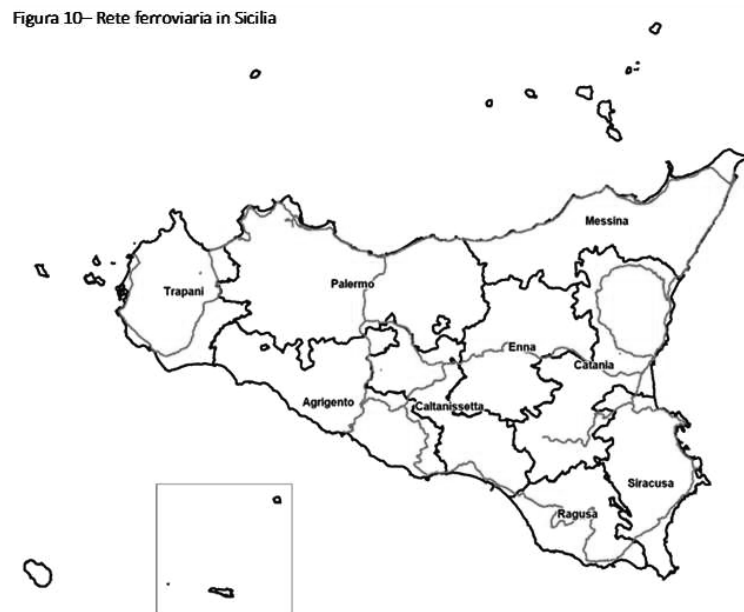 Figura 10– Rete ferroviaria in Sicilia
Messina
Palermo
Trapani
Enna
Catania
Agrigento
Caltanissetta
Siracusa
Ragusa